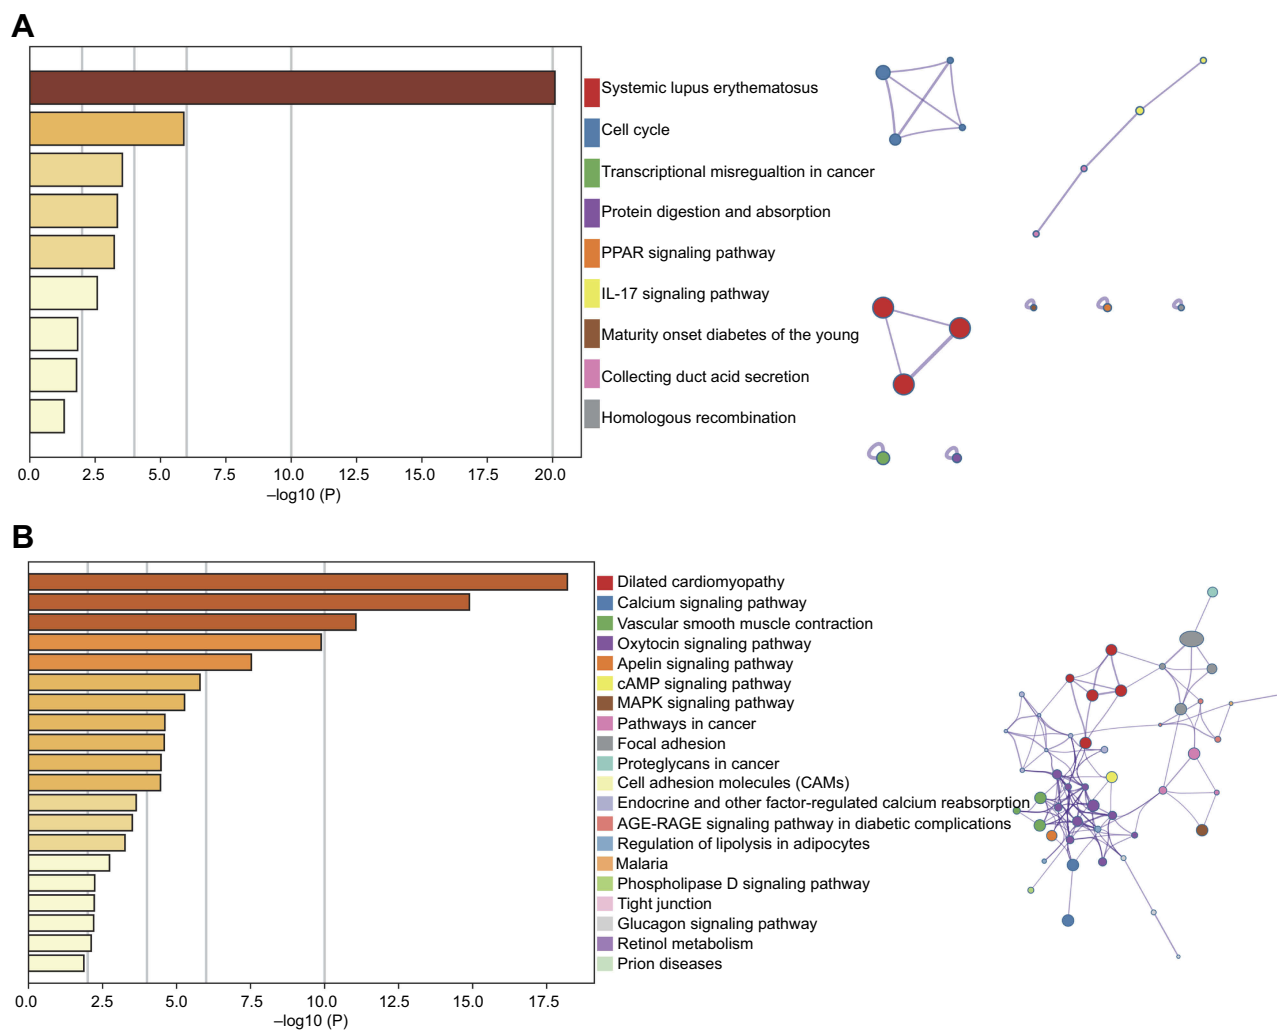 A
Systemic lupus erythematosus
Cell cycle
Transcriptional misregualtion in cancer
Protein digestion and absorption
PPAR signaling pathway
IL-17 signaling pathway
Maturity onset diabetes of the young
Collecting duct acid secretion
Homologous recombination
0.0 2.5 5.0 7.5 10.0 12.5 15.0 17.5 20.0
–log10 (P)
B
Dilated cardiomyopathy
Calcium signaling pathway
Vascular smooth muscle contraction
Oxytocin signaling pathway
Apelin signaling pathway
cAMP signaling pathway
MAPK signaling pathway
Pathways in cancer
Focal adhesion
Proteglycans in cancer
Cell adhesion molecules (CAMs)
Endocrine and other factor-regulated calcium reabsorption
AGE-RAGE signaling pathway in diabetic complications
Regulation of lipolysis in adipocytes
Malaria
Phospholipase D signaling pathway
Tight junction
Glucagon signaling pathway
Retinol metabolism
Prion diseases
0.0 2.5 5.0 7.5 10.0 12.5 15.0 17.5
–log10 (P)